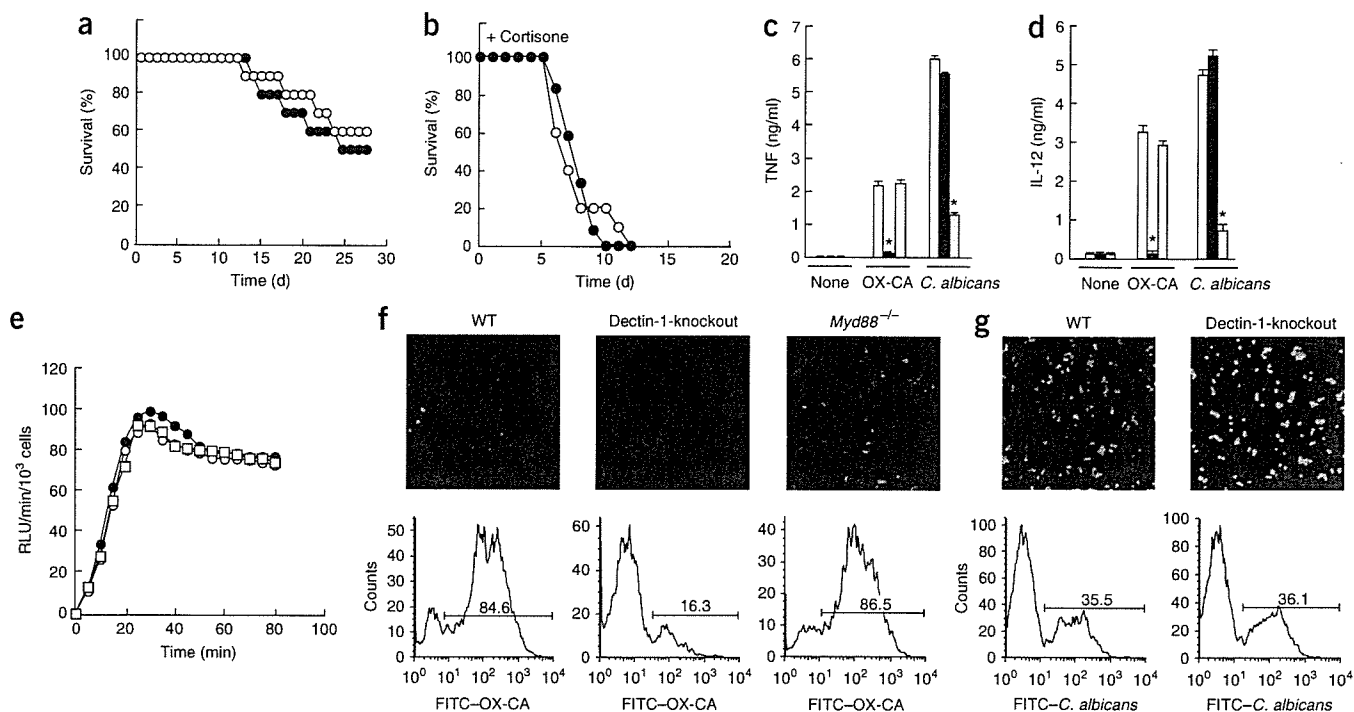 a
Survival (%)
100
80
60
40
20
0
0 5 10 15 20 25 30
Time (d)
b
+ Cortisone
Survival (%)
100
80
60
40
20
0
0 5 10 15 20
Time (d)
c
TNF (ng/ml)
7
6
5
4
3
2
1
0
*
*
None OX-CA C. albicans
d
IL-12 (ng/ml)
6
5
4
3
2
1
0
*
*
None OX-CA C. albicans
e
RLU/min/10³ cells
120
100
80
60
40
20
0
0 20 40 60 80 100
Time (min)
f
WT Dectin-1-knockout Myd88⁻/⁻
Counts
50
40
30
20
10
0
84.6
10⁰ 10¹ 10² 10³ 10⁴
FITC–OX-CA
60
50
40
30
20
10
0
16.3
10⁰ 10¹ 10² 10³ 10⁴
FITC–OX-CA
40
30
20
10
0
86.5
10⁰ 10¹ 10² 10³ 10⁴
FITC–OX-CA
g
WT Dectin-1-knockout
Counts
100
80
60
40
20
0
35.5
10⁰ 10¹ 10² 10³ 10⁴
FITC–C. albicans
100
80
60
40
20
0
36.1
10⁰ 10¹ 10² 10³ 10⁴
FITC–C. albicans